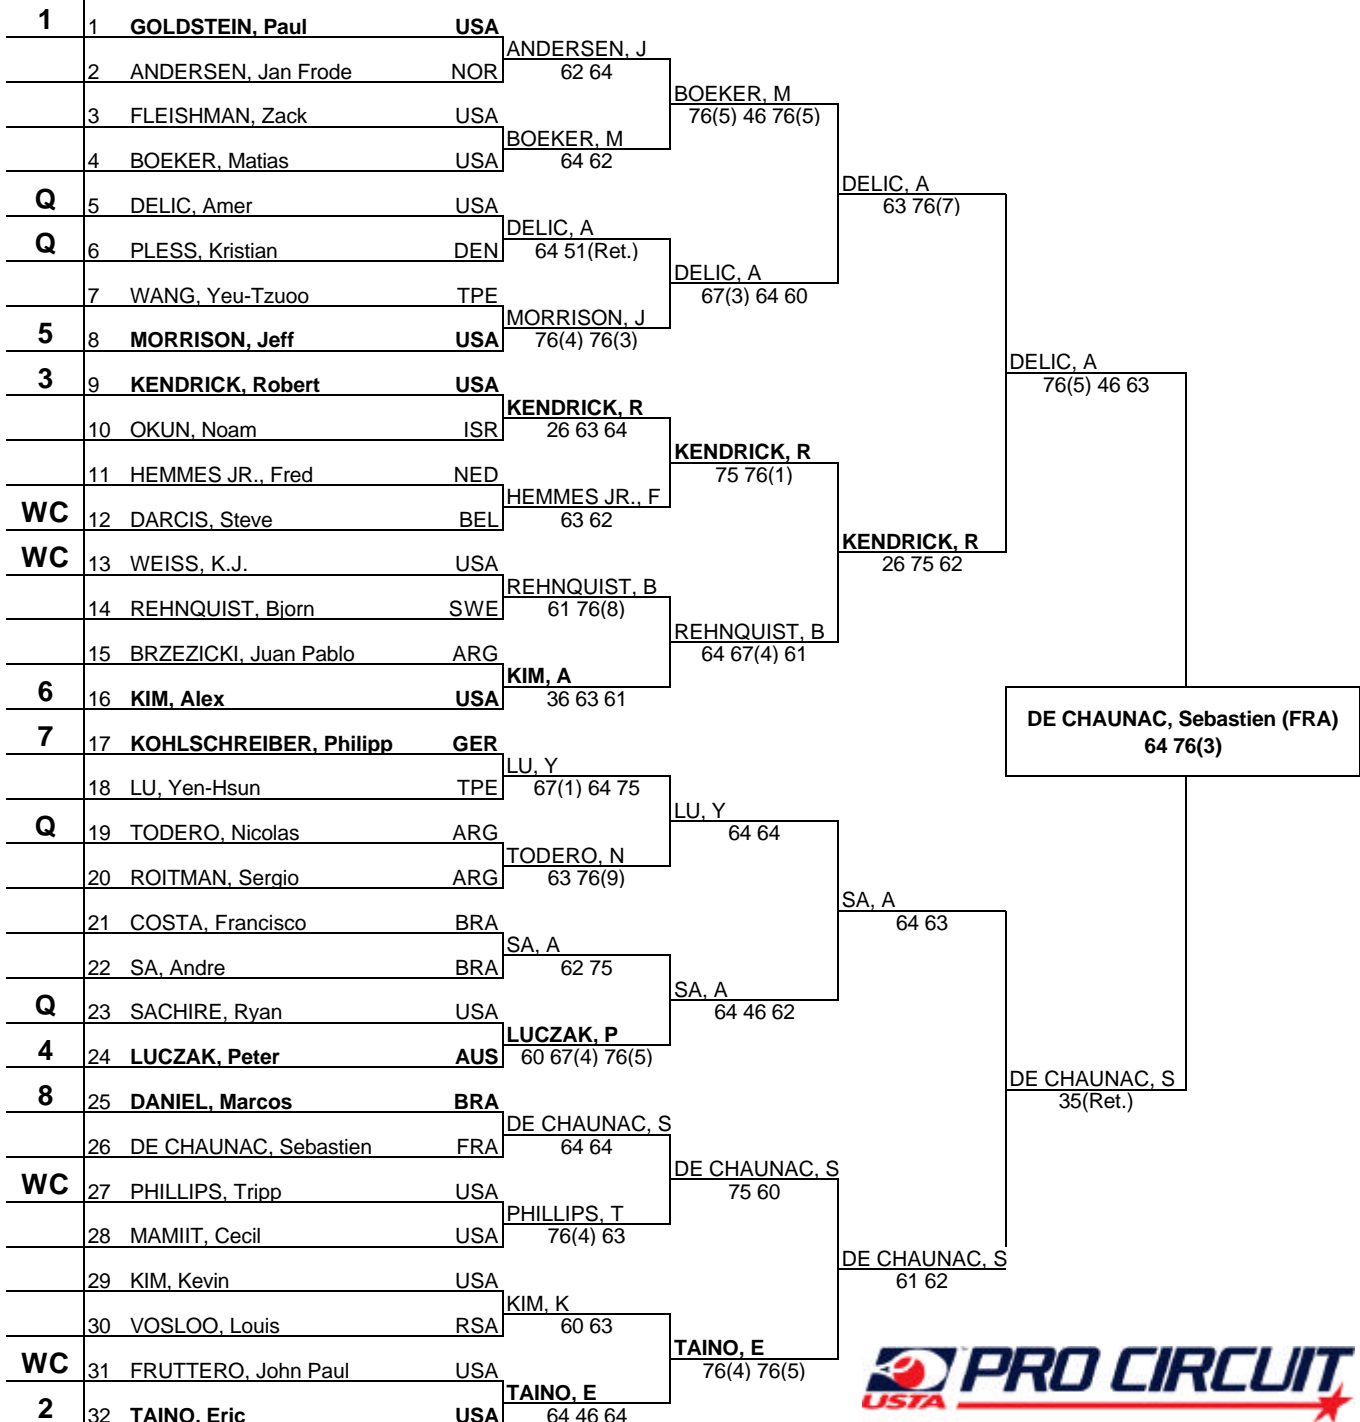 1 1 GOLDSTEIN, Paul USA
ANDERSEN, J
2 ANDERSEN, Jan Frode NOR 62 64
BOEKER, M
3 FLEISHMAN, Zack USA 76(5) 46 76(5)
BOEKER, M
4 BOEKER, Matias USA 64 62
DELIC, A
Q 5 DELIC, Amer USA 63 76(7)
DELIC, A
Q 6 PLESS, Kristian DEN 64 51(Ret.)
DELIC, A
7 WANG, Yeu-Tzuoo TPE 67(3) 64 60
MORRISON, J
5 8 MORRISON, Jeff USA 76(4) 76(3)
DELIC, A
3 9 KENDRICK, Robert USA 76(5) 46 63
KENDRICK, R
10 OKUN, Noam ISR 26 63 64
KENDRICK, R
11 HEMMES JR., Fred NED 75 76(1)
HEMMES JR., F
WC 12 DARCIS, Steve BEL 63 62
KENDRICK, R
WC 13 WEISS, K.J. USA 26 75 62
REHNQUIST, B
14 REHNQUIST, Bjorn SWE 61 76(8)
REHNQUIST, B
15 BRZEZICKI, Juan Pablo ARG 64 67(4) 61
KIM, A
6 16 KIM, Alex USA 36 63 61
DE CHAUNAC, Sebastien (FRA)
7 17 KOHLSCHREIBER, Philipp GER 64 76(3)
LU, Y
18 LU, Yen-Hsun TPE 67(1) 64 75
LU, Y
Q 19 TODERO, Nicolas ARG 64 64
TODERO, N
20 ROITMAN, Sergio ARG 63 76(9)
SA, A
21 COSTA, Francisco BRA 64 63
SA, A
22 SA, Andre BRA 62 75
SA, A
Q 23 SACHIRE, Ryan USA 64 46 62
LUCZAK, P
4 24 LUCZAK, Peter AUS 60 67(4) 76(5)
DE CHAUNAC, S
8 25 DANIEL, Marcos BRA 35(Ret.)
DE CHAUNAC, S
26 DE CHAUNAC, Sebastien FRA 64 64
DE CHAUNAC, S
WC 27 PHILLIPS, Tripp USA 75 60
PHILLIPS, T
28 MAMIIT, Cecil USA 76(4) 63
DE CHAUNAC, S
29 KIM, Kevin USA 61 62
KIM, K
30 VOSLOO, Louis RSA 60 63
TAINO, E
WC 31 FRUTTERO, John Paul USA 76(4) 76(5)
TAINO, E
2 32 TAINO, Eric USA 64 46 64
PRO CIRCUIT
USTA